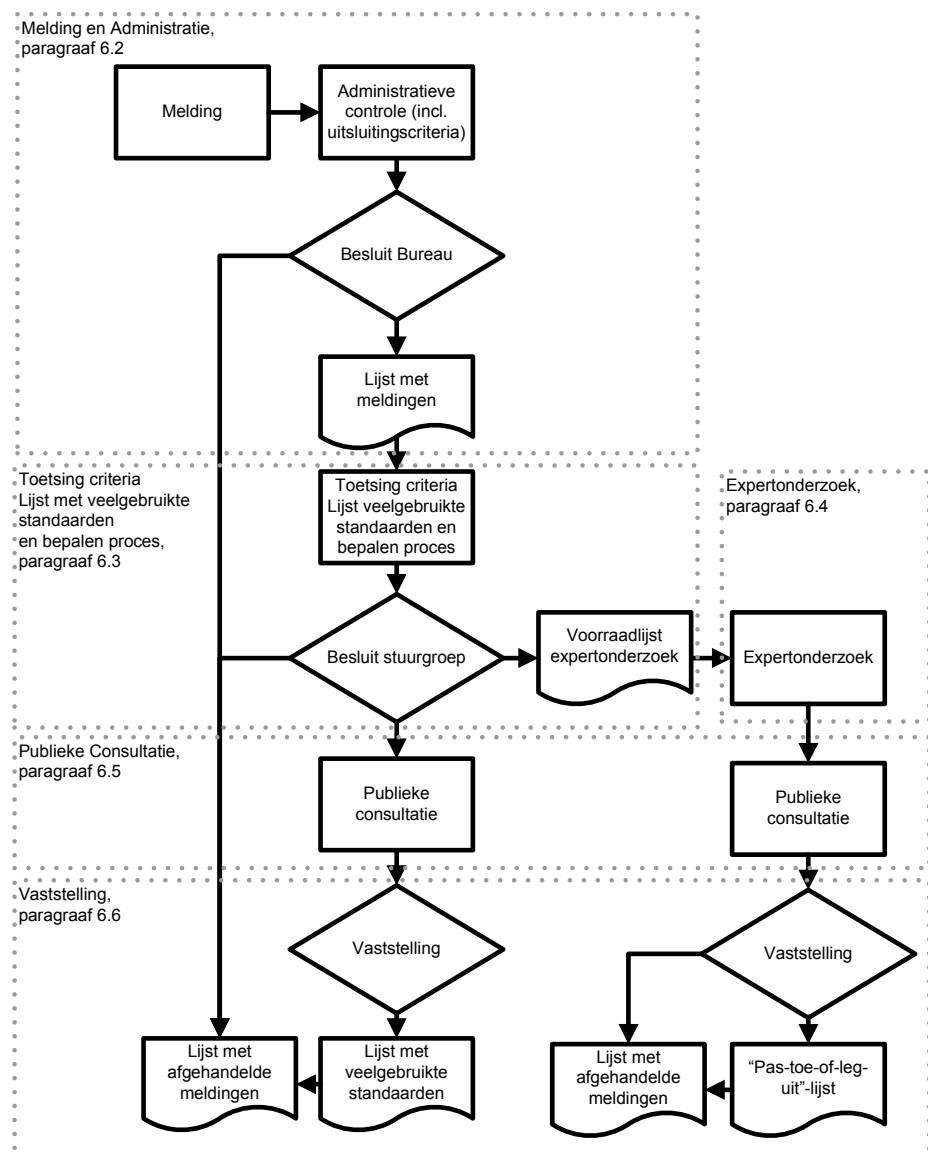 Melding en Administratie,
paragraaf 6.2
Melding
Administratieve
controle (incl.
uitsluitingscriteria)
Besluit Bureau
Lijst met
meldingen
Toetsing criteria
Lijst met veelgebruikte
standaarden
en bepalen proces,
paragraaf 6.3
Toetsing criteria
Lijst veelgebruikte
standaarden en
bepalen proces
Expertonderzoek,
paragraaf 6.4
Besluit stuurgroep
Voorraadlijst
expertonderzoek
Expertonderzoek
Publieke Consultatie,
paragraaf 6.5
Publieke
consultatie
Publieke
consultatie
Vaststelling,
paragraaf 6.6
Vaststelling
Vaststelling
Lijst met
afgehandelde
meldingen
Lijst met
veelgebruikte
standaarden
Lijst met
afgehandelde
meldingen
“Pas-toe-of-leg-
uit”-lijst